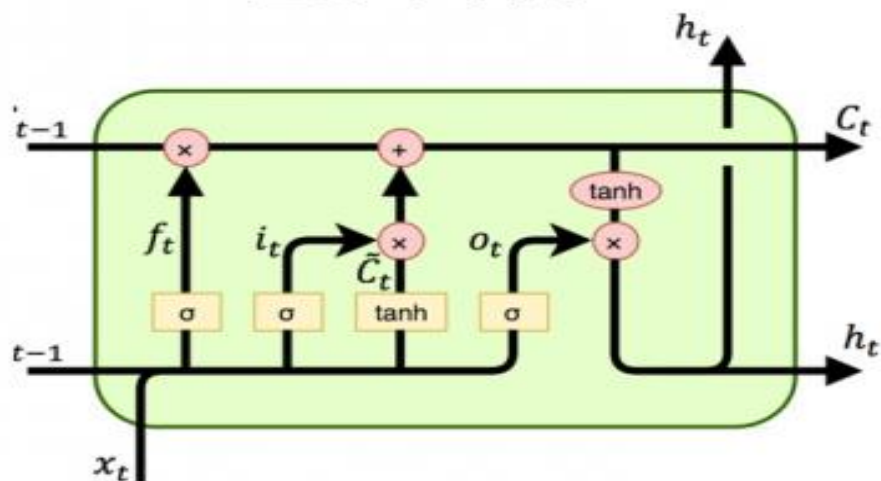 h_t
t−1 × + C_t
tanh
f_t i_t × o_t ×
C̃_t
σ σ tanh σ
t−1 h_t
x_t